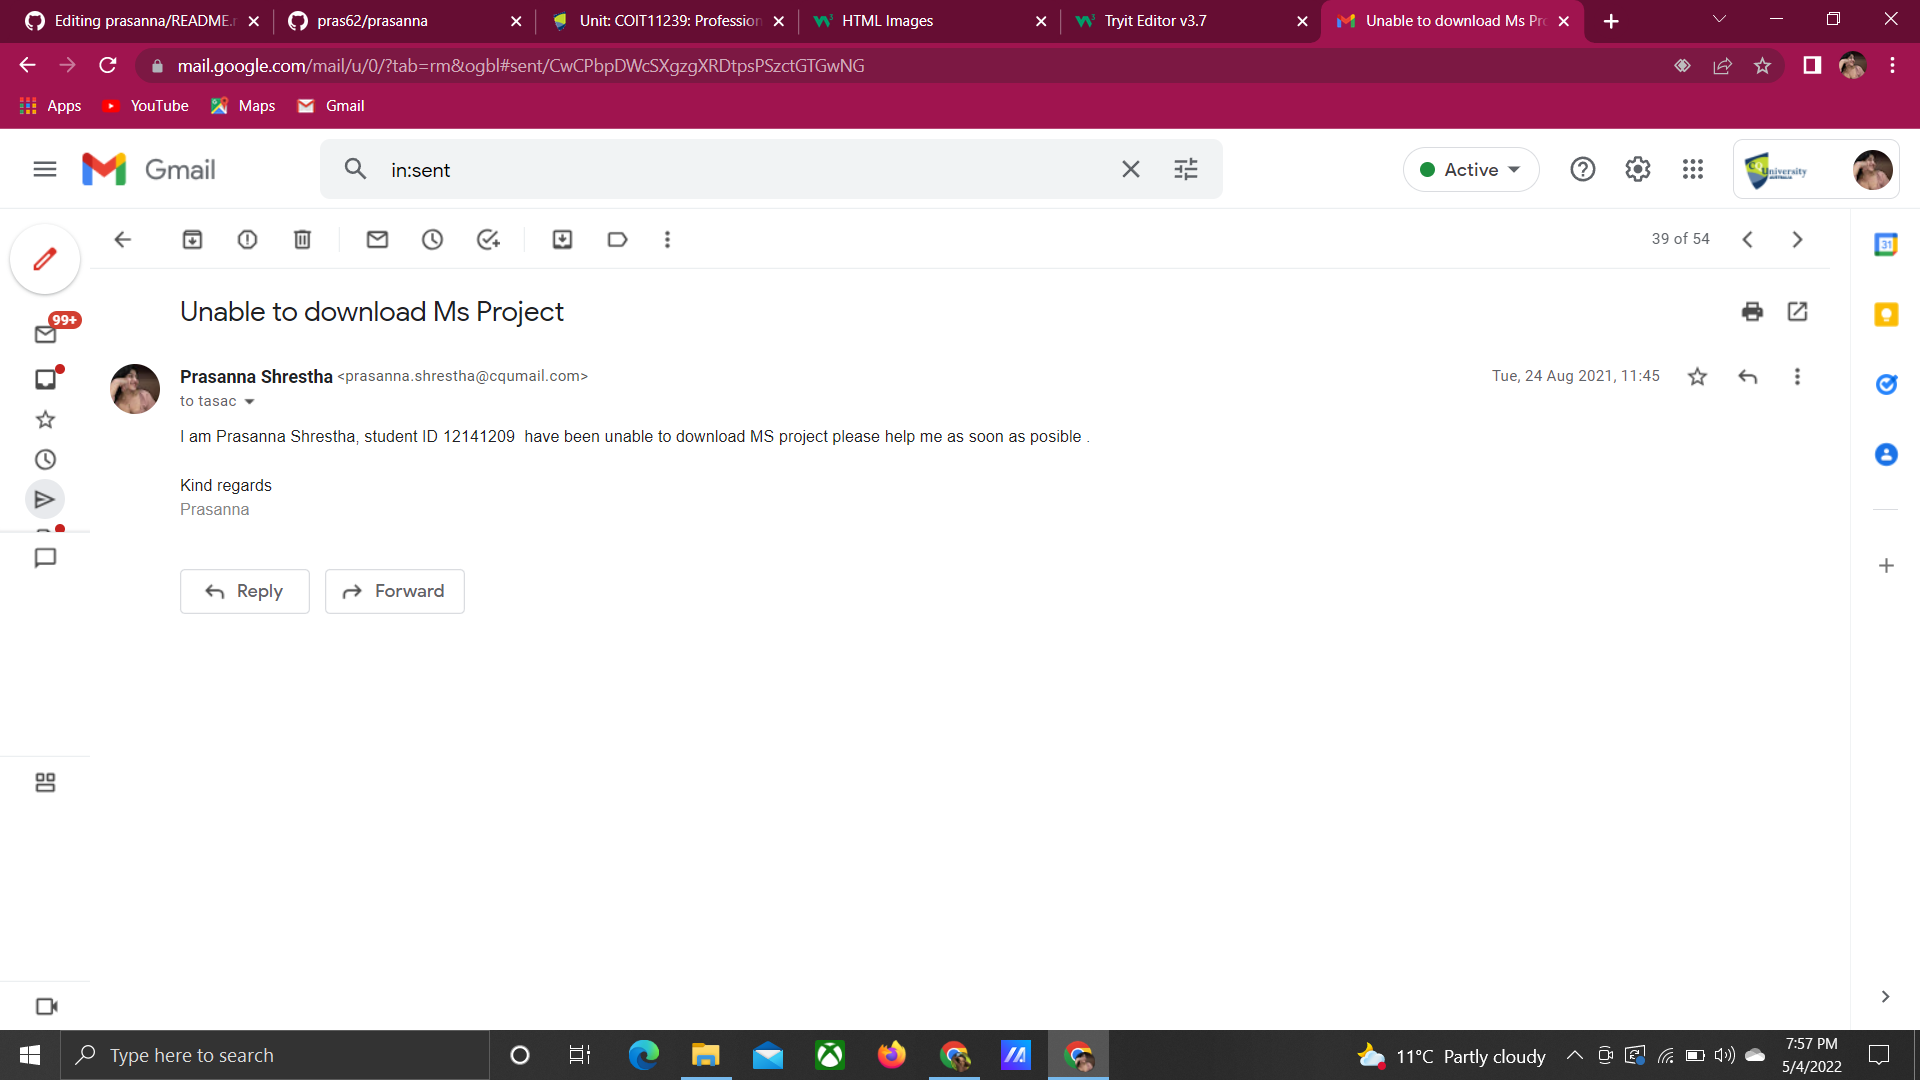 Editing prasanna/README.r
pras62/prasanna
Unit: COIT11239: Profession
HTML Images
Tryit Editor v3.7
Unable to download Ms Pro
mail.google.com/mail/u/0/?tab=rm&ogbl#sent/CwCPbpDWcSXgzgXRDtpsPSzctGTGwNG
Apps
YouTube
Maps
Gmail
Gmail
in:sent
Active
CQUniversity
39 of 54
31
99+
Unable to download Ms Project
Prasanna Shrestha <prasanna.shrestha@cqumail.com>
Tue, 24 Aug 2021, 11:45
to tasac
I am Prasanna Shrestha, student ID 12141209  have been unable to download MS project please help me as soon as posible .
Kind regards
Prasanna
Reply
Forward
Type here to search
11°C Partly cloudy
7:57 PM
5/4/2022